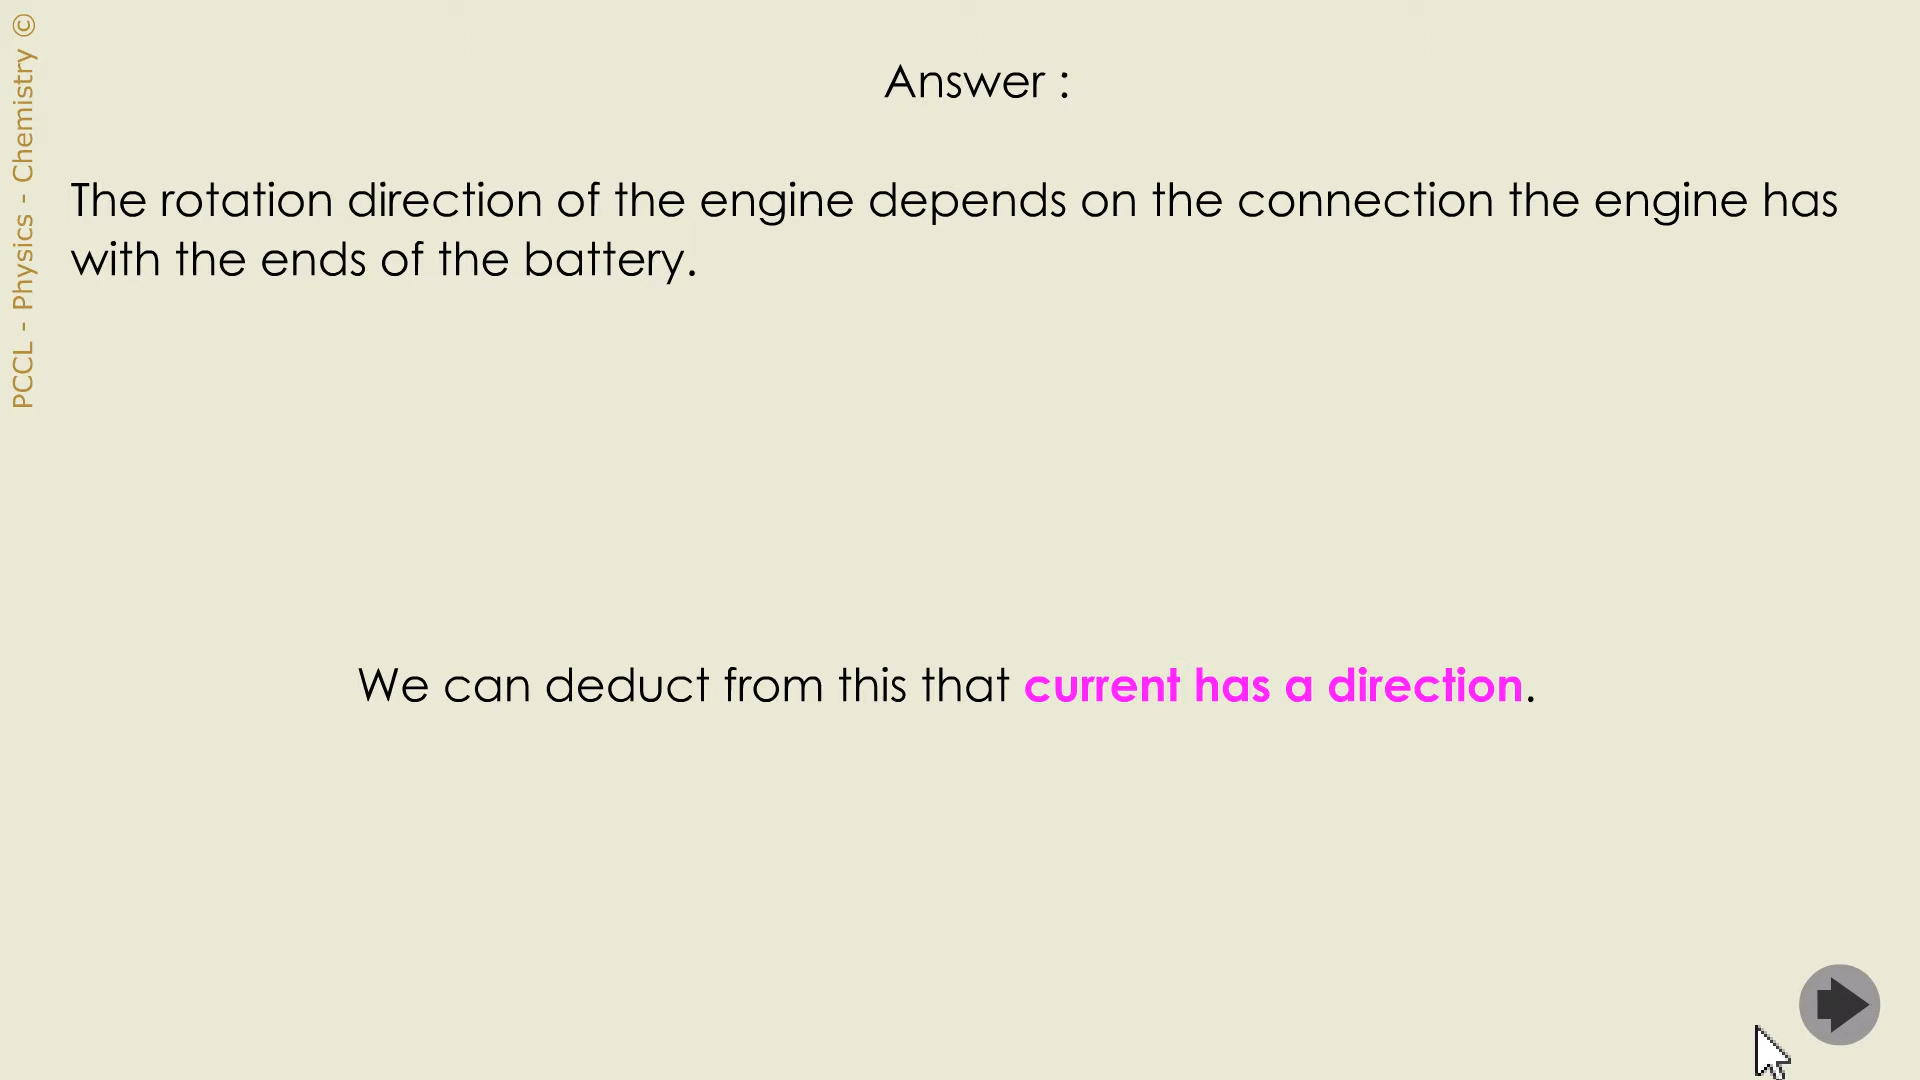 PCCL - Physics - Chemistry ©
Answer :
The rotation direction of the engine depends on the connection the engine has
with the ends of the battery.
We can deduct from this that current has a direction.